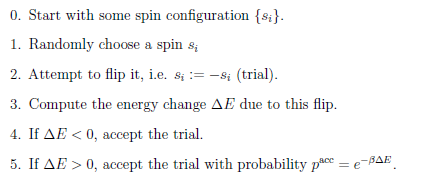 0. Start with some spin configuration {sᵢ}.
1. Randomly choose a spin sᵢ
2. Attempt to flip it, i.e. sᵢ := −sᵢ (trial).
3. Compute the energy change ΔE due to this flip.
4. If ΔE < 0, accept the trial.
5. If ΔE > 0, accept the trial with probability pᵃᶜᶜ = e^{−βΔE}.